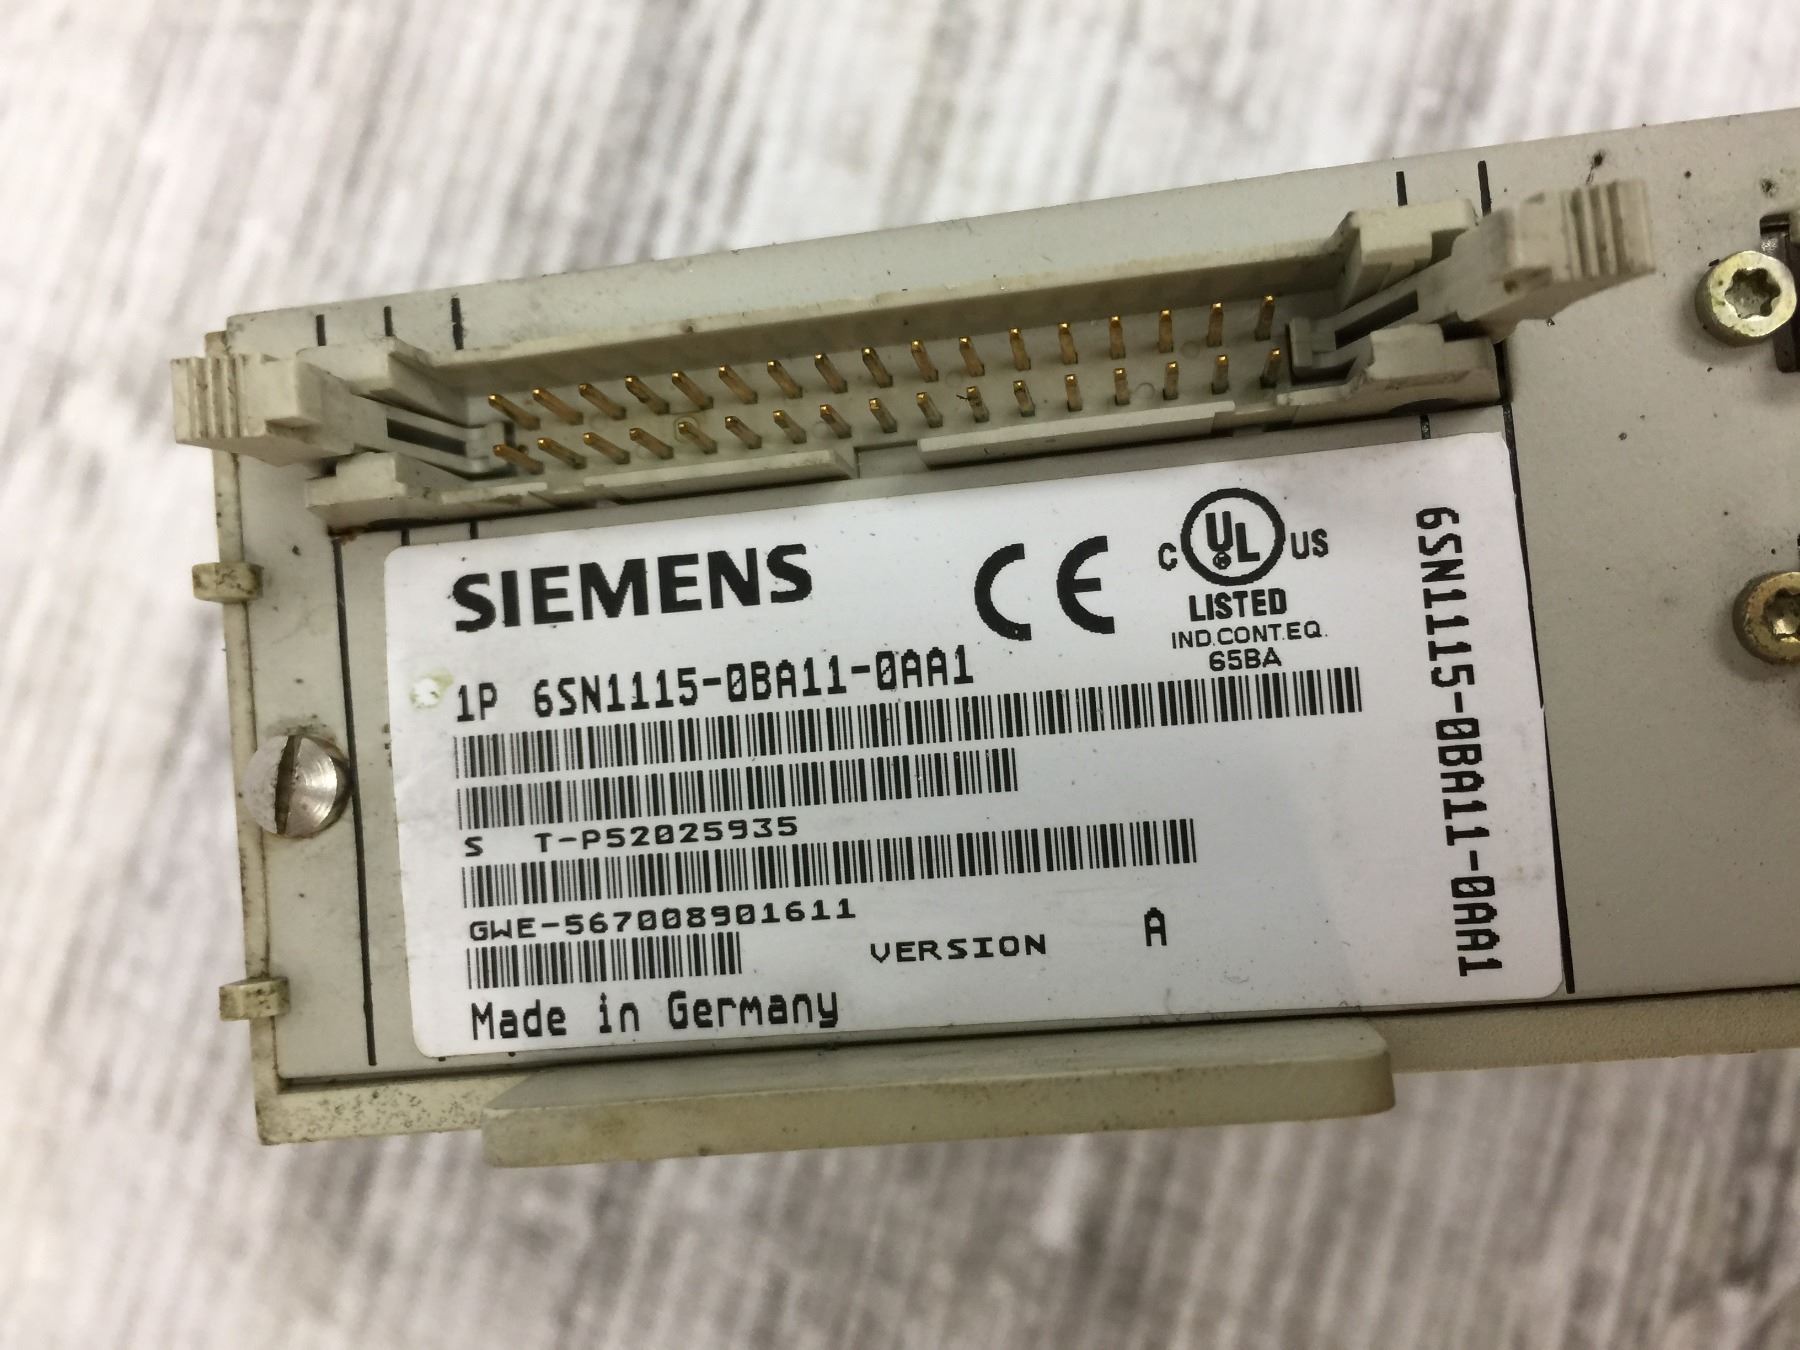 SIEMENS
CE
C UL US
LISTED
IND.CONT.EQ.
65BA
1P 6SN1115-0BA11-0AA1
S T-P52025935
GWE-567008901611
VERSION A
Made in Germany
6SN1115-0BA11-0AA1